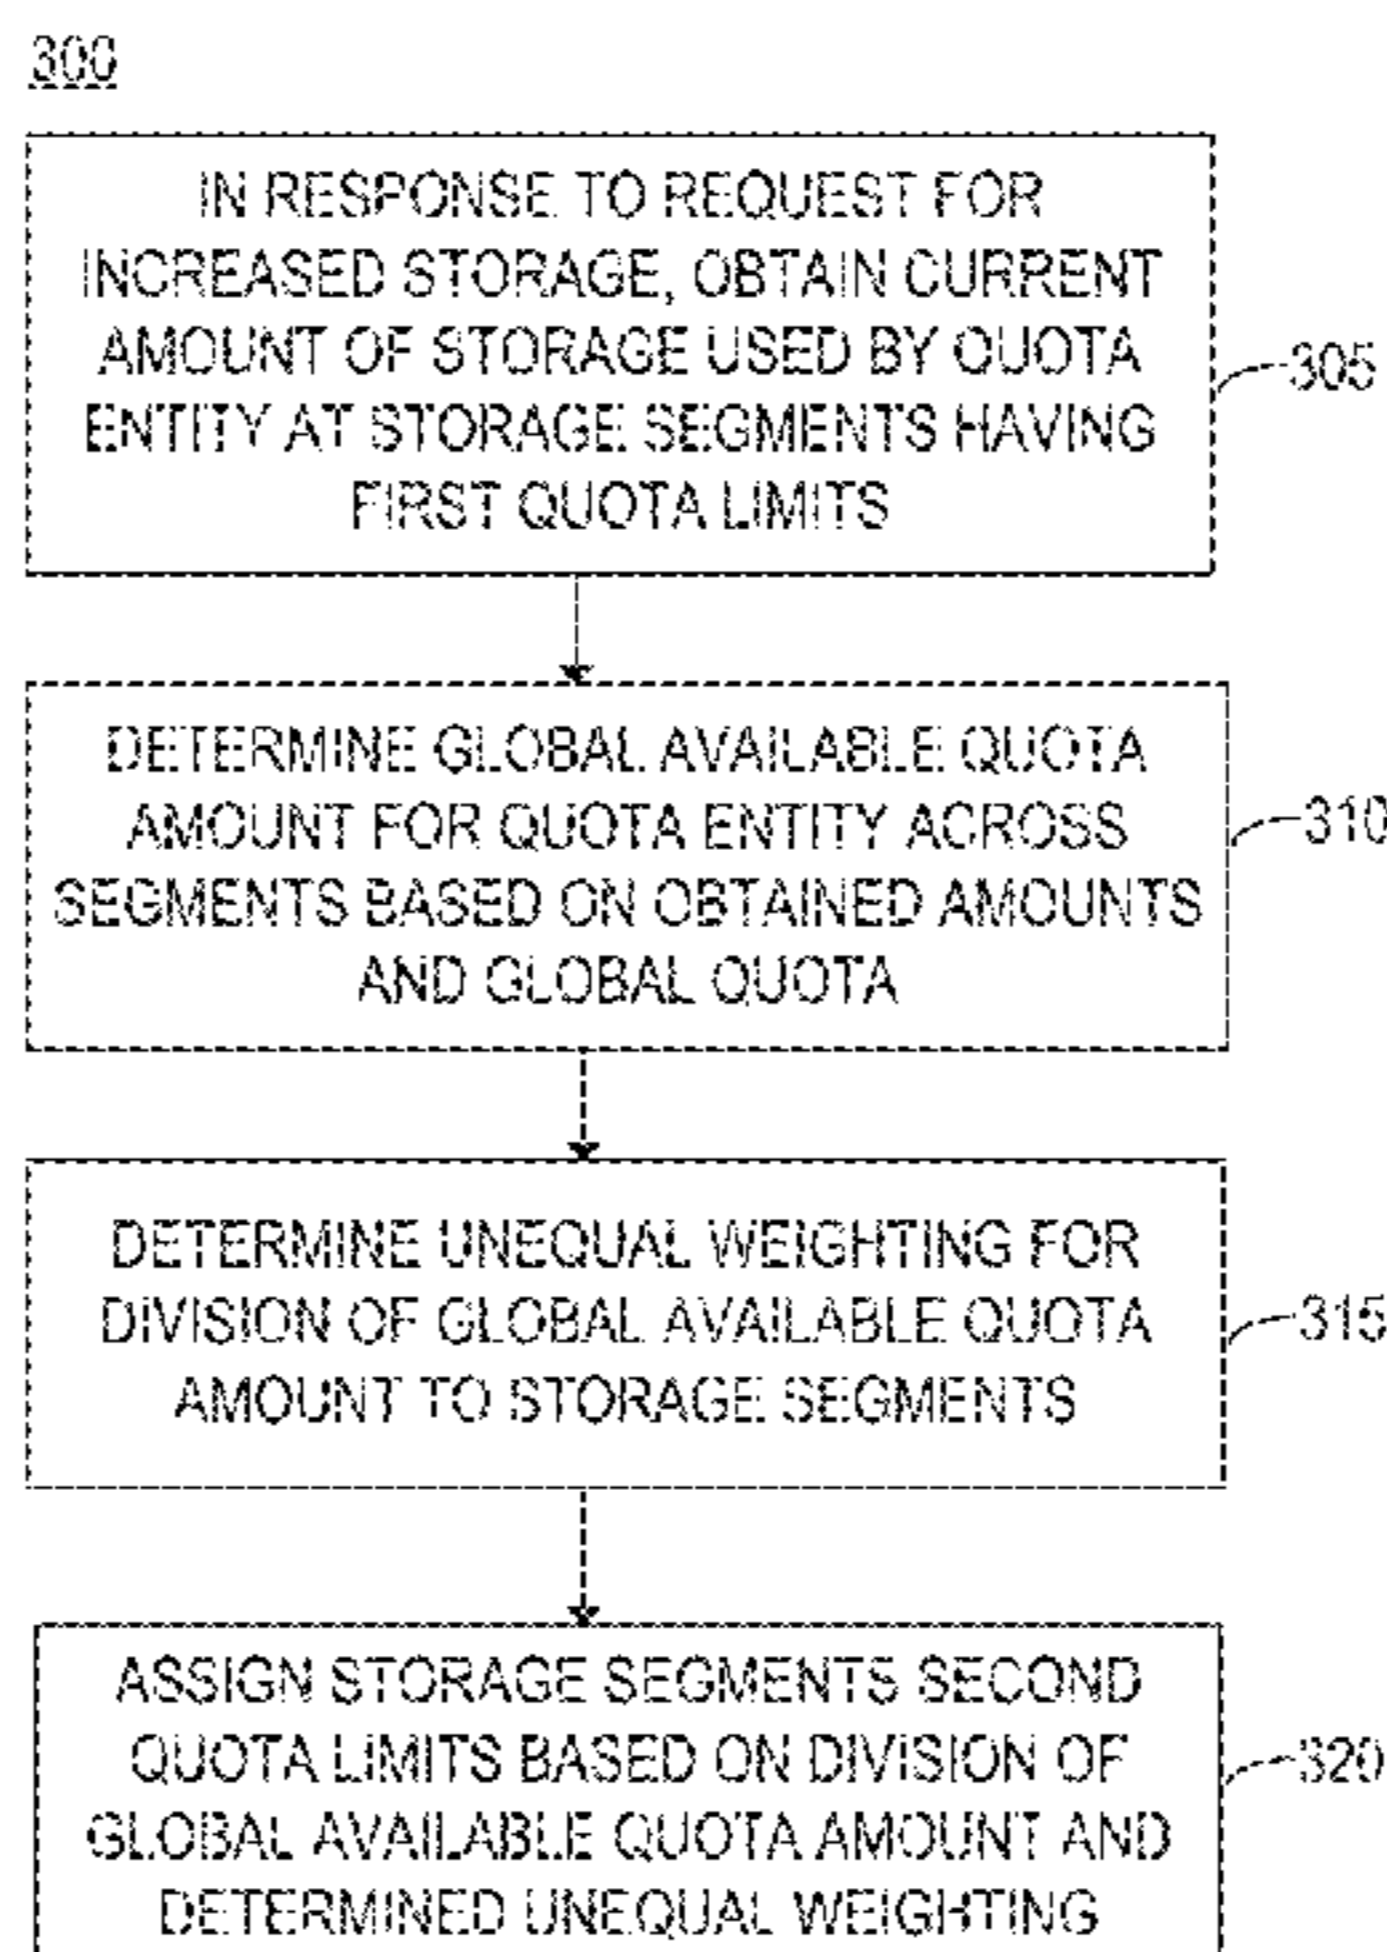 300
IN RESPONSE TO REQUEST FOR
INCREASED STORAGE, OBTAIN CURRENT
AMOUNT OF STORAGE USED BY QUOTA
ENTITY AT STORAGE SEGMENTS HAVING
FIRST QUOTA LIMITS
305
DETERMINE GLOBAL AVAILABLE QUOTA
AMOUNT FOR QUOTA ENTITY ACROSS
SEGMENTS BASED ON OBTAINED AMOUNTS
AND GLOBAL QUOTA
310
DETERMINE UNEQUAL WEIGHTING FOR
DIVISION OF GLOBAL AVAILABLE QUOTA
AMOUNT TO STORAGE SEGMENTS
315
ASSIGN STORAGE SEGMENTS SECOND
QUOTA LIMITS BASED ON DIVISION OF
GLOBAL AVAILABLE QUOTA AMOUNT AND
DETERMINED UNEQUAL WEIGHTING
320